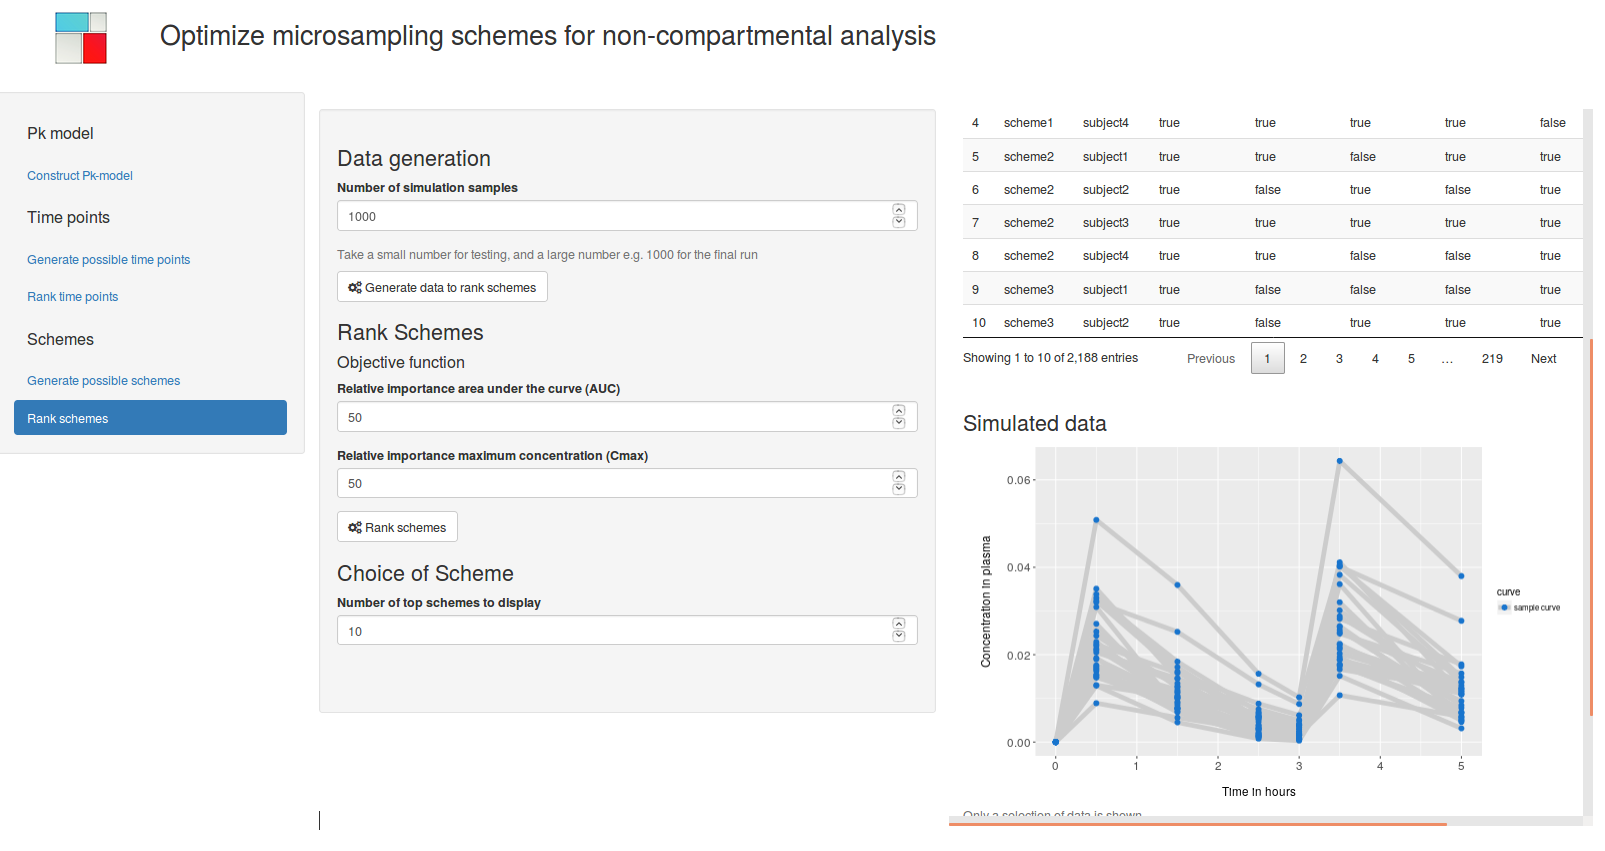 Optimize microsampling schemes for non-compartmental analysis
Pk model
Construct Pk-model
Time points
Generate possible time points
Rank time points
Schemes
Generate possible schemes
Rank schemes
Data generation
Number of simulation samples
1000
Take a small number for testing, and a large number e.g. 1000 for the final run
Generate data to rank schemes
Rank Schemes
Objective function
Relative importance area under the curve (AUC)
50
Relative importance maximum concentration (Cmax)
50
Rank schemes
Choice of Scheme
Number of top schemes to display
10
4 scheme1 subject4 true true true true false
5 scheme2 subject1 true true false true true
6 scheme2 subject2 true false true false true
7 scheme2 subject3 true true true true true
8 scheme2 subject4 true true false false true
9 scheme3 subject1 true false false false true
10 scheme3 subject2 true false true true true
Showing 1 to 10 of 2,188 entries Previous 1 2 3 4 5 … 219 Next
Simulated data
0.06
0.04
0.02
0.00
Concentration in plasma
0 1 2 3 4 5
Time in hours
curve
sample curve
Only a selection of data is shown